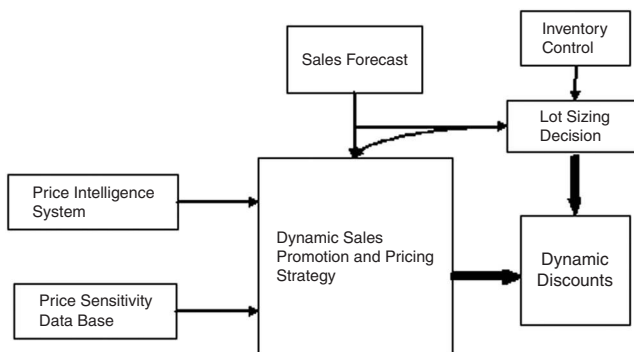 Inventory
Control
Sales Forecast
Lot Sizing
Decision
Price Intelligence
System
Dynamic Sales
Promotion and Pricing
Strategy
Dynamic
Discounts
Price Sensitivity
Data Base